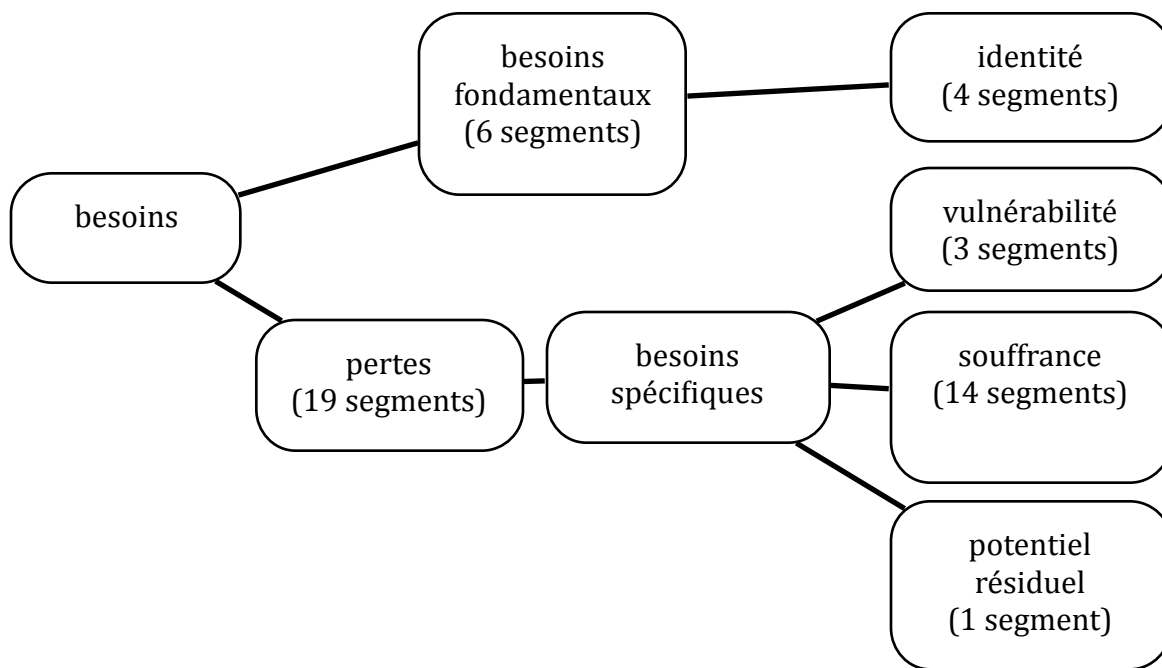 besoins
fondamentaux
(6 segments)
identité
(4 segments)
besoins
vulnérabilité
(3 segments)
pertes
(19 segments)
besoins
spécifiques
souffrance
(14 segments)
potentiel
résiduel
(1 segment)